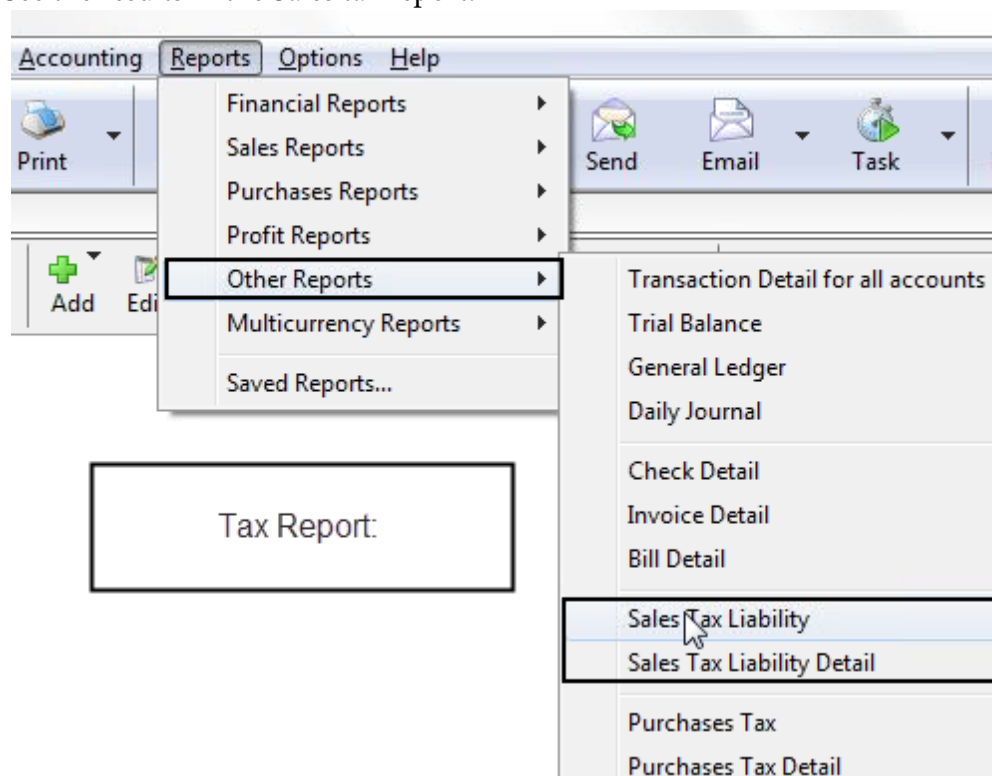 Accounting Reports Options Help
Print
Send Email Task
Add Edi
Financial Reports
Sales Reports
Purchases Reports
Profit Reports
Other Reports
Multicurrency Reports
Saved Reports...
Transaction Detail for all accounts
Trial Balance
General Ledger
Daily Journal
Check Detail
Invoice Detail
Bill Detail
Sales Tax Liability
Sales Tax Liability Detail
Purchases Tax
Purchases Tax Detail
Tax Report: